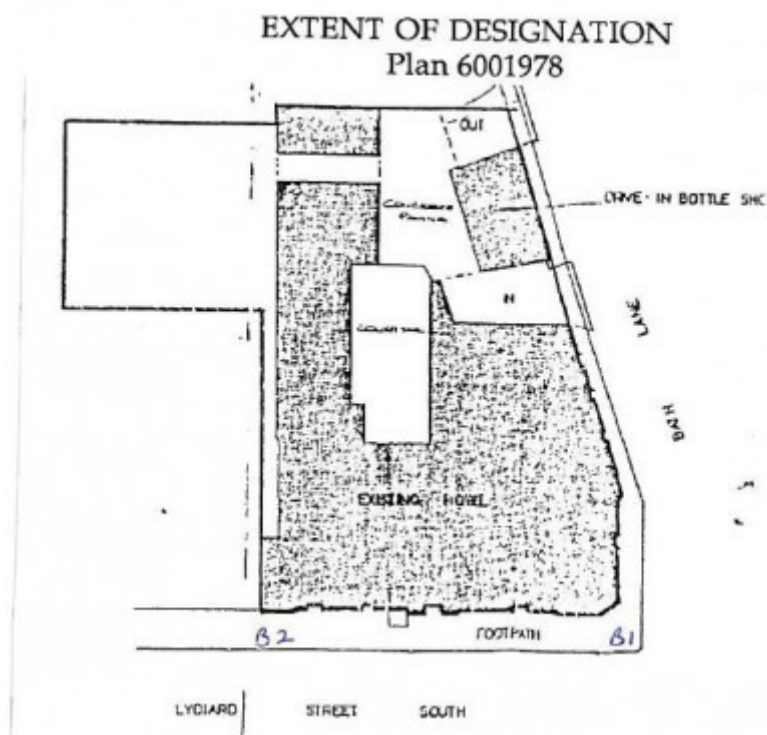 EXTENT OF DESIGNATION
Plan 6001978
OUT
DRIVE-IN BOTTLE SHO
IN
LANE
BATH
EXISTING HOTEL
FOOTPATH
B2
B1
LYDIARD STREET SOUTH